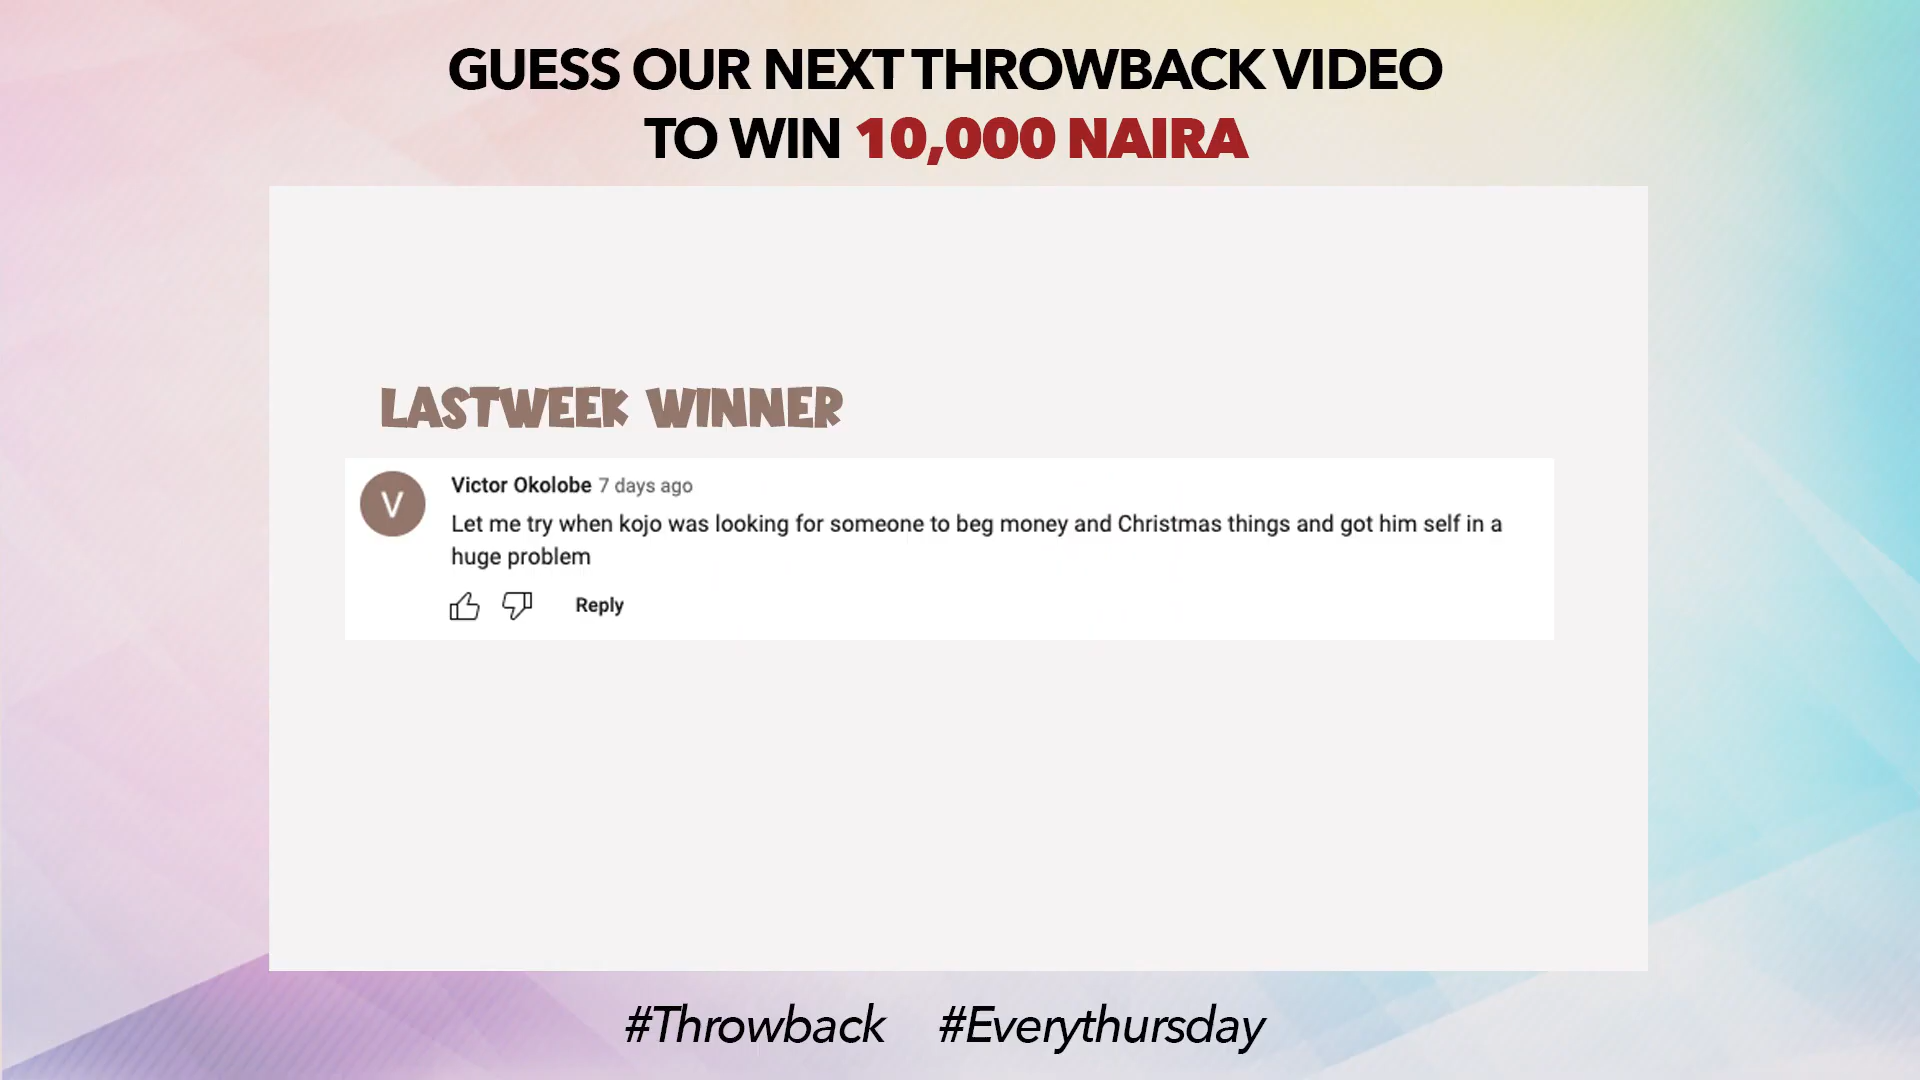 GUESS OUR NEXT THROWBACK VIDEO
TO WIN 10,000 NAIRA
LASTWEEK WINNER
V
Victor Okolobe 7 days ago
Let me try when kojo was looking for someone to beg money and Christmas things and got him self in a
huge problem
Reply
#Throwback #Everythursday